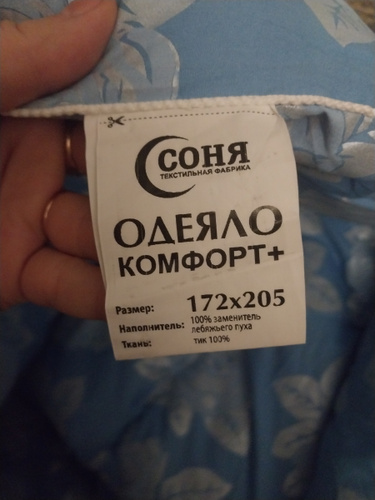 СОНЯ
ТЕКСТИЛЬНАЯ ФАБРИКА
ОДЕЯЛО
КОМФОРТ+
Размер: 172х205
Наполнитель: 100% заменитель
лебяжьего пуха
Ткань: тик 100%